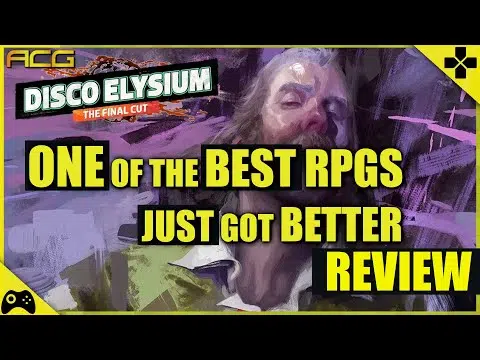 ACG
DISCO ELYSIUM
THE FINAL CUT
ONE OF THE BEST RPGS
JUST GOT BETTER
REVIEW